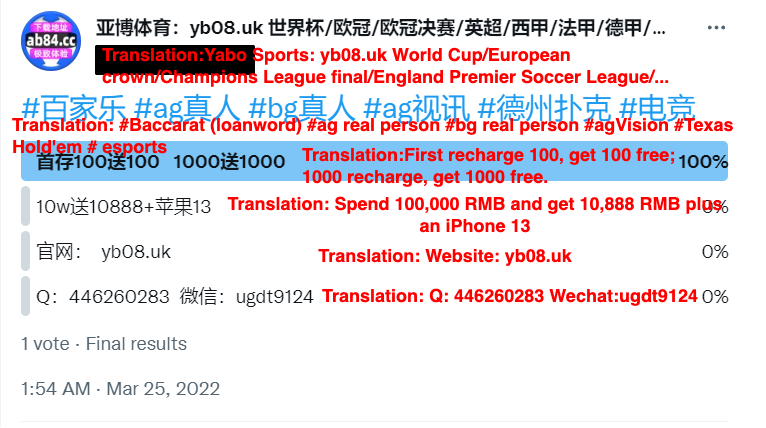 下载地址
ab84.cc
极致体验
亚博体育：yb08.uk 世界杯/欧冠/欧冠决赛/英超/西甲/法甲/德甲/...
Translation:Yabo Sports: yb08.uk World Cup/European
crown/Champions League final/England Premier Soccer League/...
#百家乐 #ag真人 #bg真人 #ag视讯 #德州扑克 #电竞
Translation: #Baccarat (loanword) #ag real person #bg real person #agVision #Texas
Hold'em # esports
首存100送100 1000送1000
Translation:First recharge 100, get 100 free;
1000 recharge, get 1000 free.
100%
10w送10888+苹果13
Translation: Spend 100,000 RMB and get 10,888 RMB plus
an iPhone 13
0%
官网： yb08.uk
Translation: Website: yb08.uk
0%
Q：446260283 微信：ugdt9124
Translation: Q: 446260283 Wechat:ugdt9124
0%
1 vote · Final results
1:54 AM · Mar 25, 2022